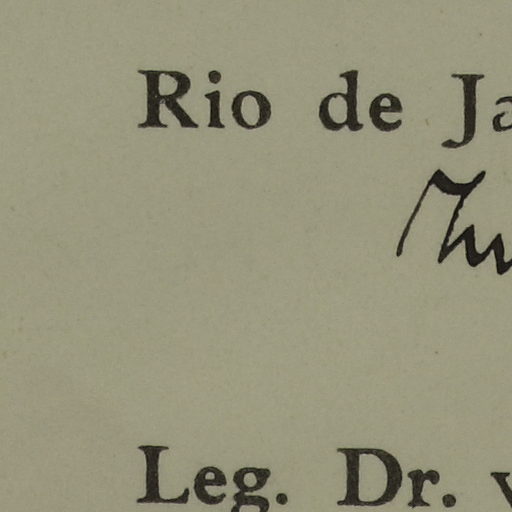 Rio de Ja
Leg. Dr. v